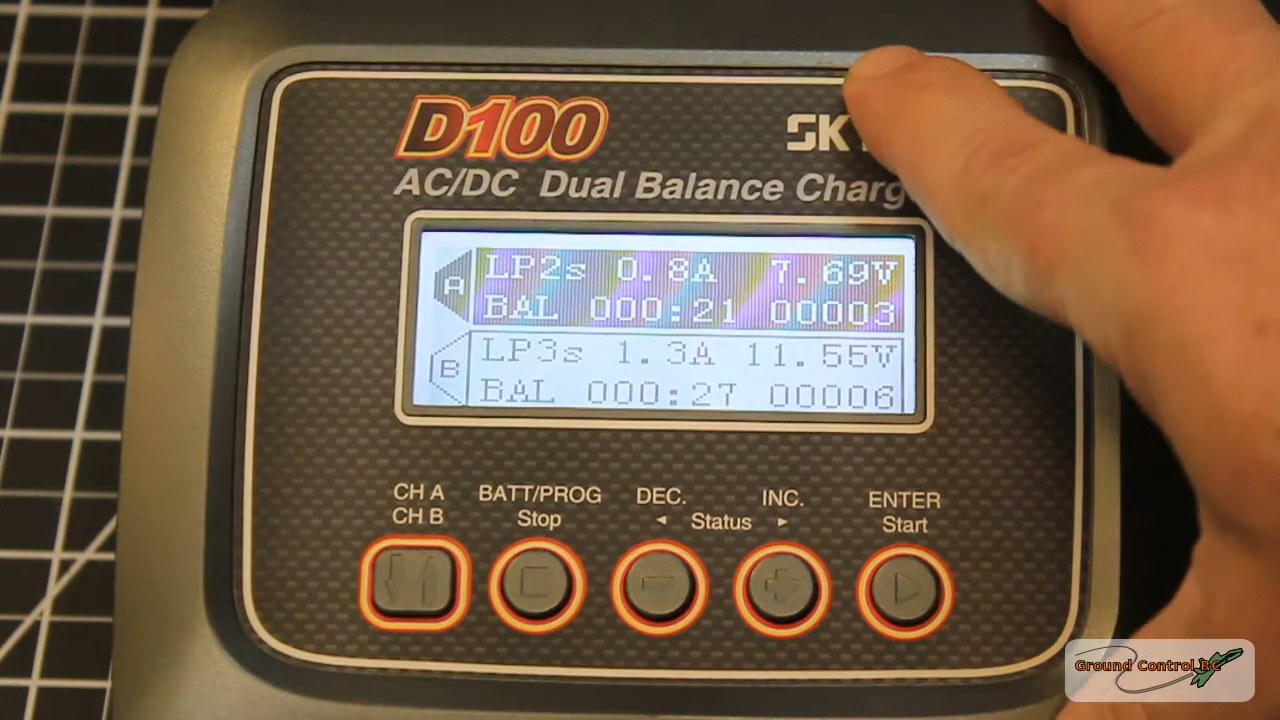 D100
SKY
AC/DC Dual Balance Charg
A
LP2s 0.8A 7.69V
BAL 000:21 00003
B
LP3s 1.3A 11.55V
BAL 000:27 00006
CH A
CH B
BATT/PROG
Stop
DEC.
INC.
◄ Status ►
ENTER
Start
Ground Control RC